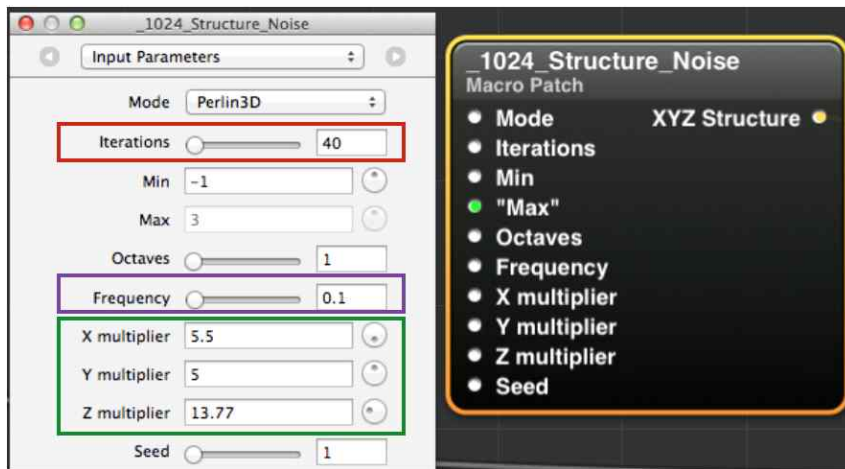 _1024_Structure_Noise
Input Parameters
Mode Perlin3D
Iterations 40
Min -1
Max 3
Octaves 1
Frequency 0.1
X multiplier 5.5
Y multiplier 5
Z multiplier 13.77
Seed 1
_1024_Structure_Noise
Macro Patch
Mode XYZ Structure
Iterations
Min
"Max"
Octaves
Frequency
X multiplier
Y multiplier
Z multiplier
Seed